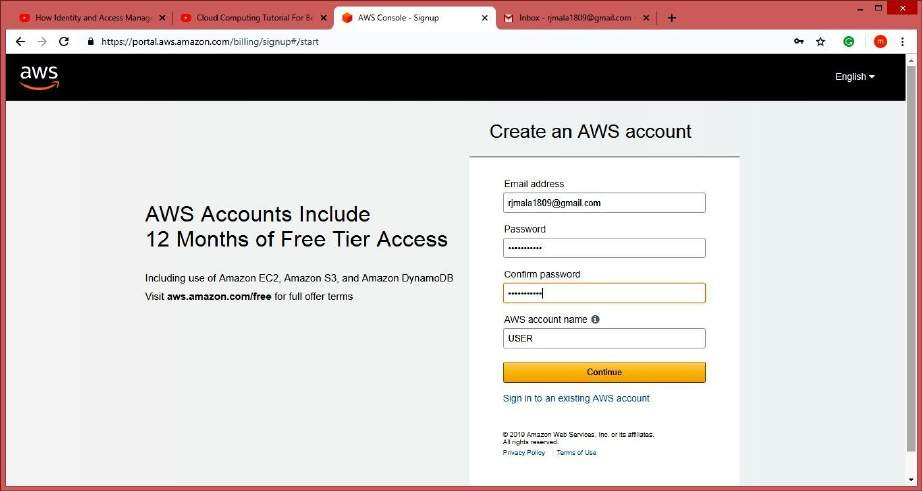 How Identity and Access Manage
Cloud Computing Tutorial For Be
AWS Console - Signup
Inbox - rjmala1809@gmail.com
https://portal.aws.amazon.com/billing/signup#/start
m
aws
English
Create an AWS account
Email address
rjmala1809@gmail.com
AWS Accounts Include
12 Months of Free Tier Access
Password
•••••••••••
Including use of Amazon EC2, Amazon S3, and Amazon DynamoDB
Visit aws.amazon.com/free for full offer terms
Confirm password
•••••••••••
AWS account name
USER
Continue
Sign in to an existing AWS account
© 2019 Amazon Web Services, Inc. or its affiliates.
All rights reserved.
Privacy Policy Terms of Use